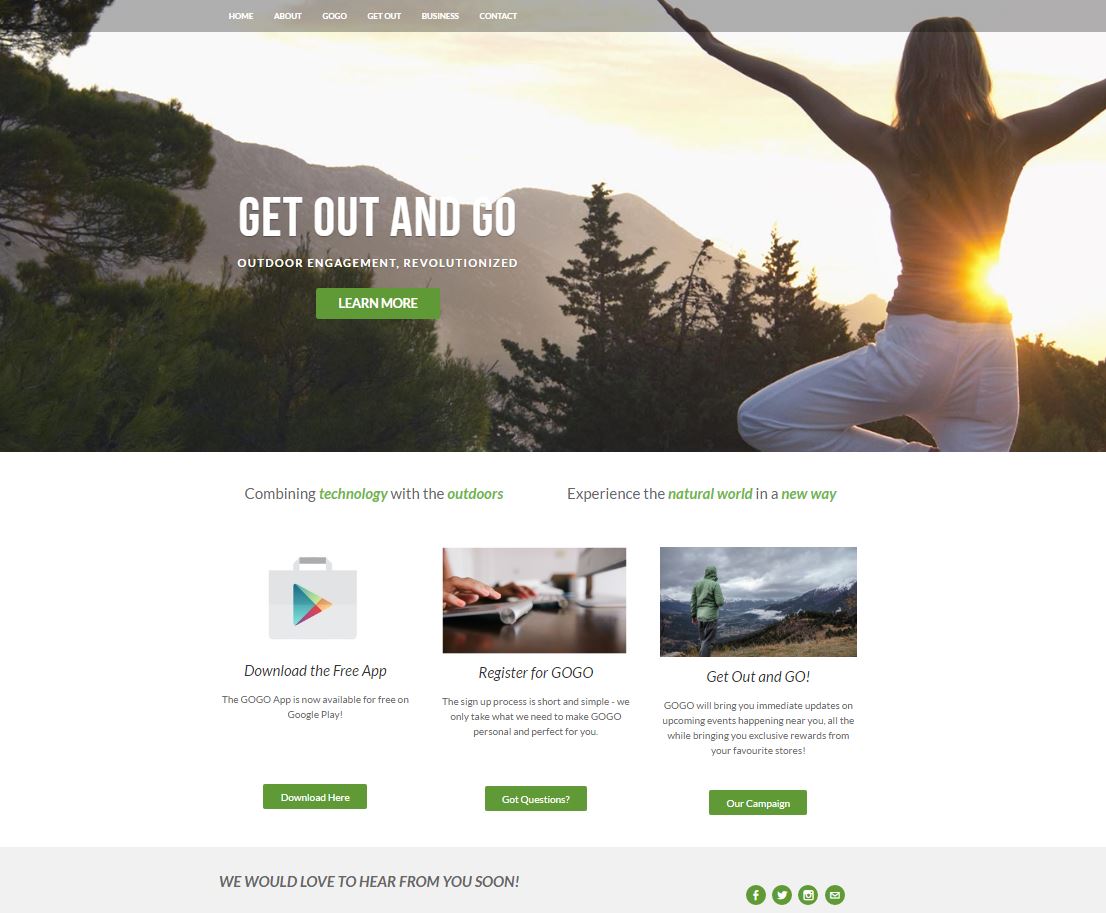 HOME ABOUT GOGO GET OUT BUSINESS CONTACT
GET OUT AND GO
OUTDOOR ENGAGEMENT, REVOLUTIONIZED
LEARN MORE
Combining technology with the outdoors
Experience the natural world in a new way
Download the Free App
The GOGO App is now available for free on
Google Play!
Download Here
Register for GOGO
The sign up process is short and simple - we
only take what we need to make GOGO
personal and perfect for you.
Got Questions?
Get Out and GO!
GOGO will bring you immediate updates on
upcoming events happening near you, all the
while bringing you exclusive rewards from
your favourite stores!
Our Campaign
WE WOULD LOVE TO HEAR FROM YOU SOON!